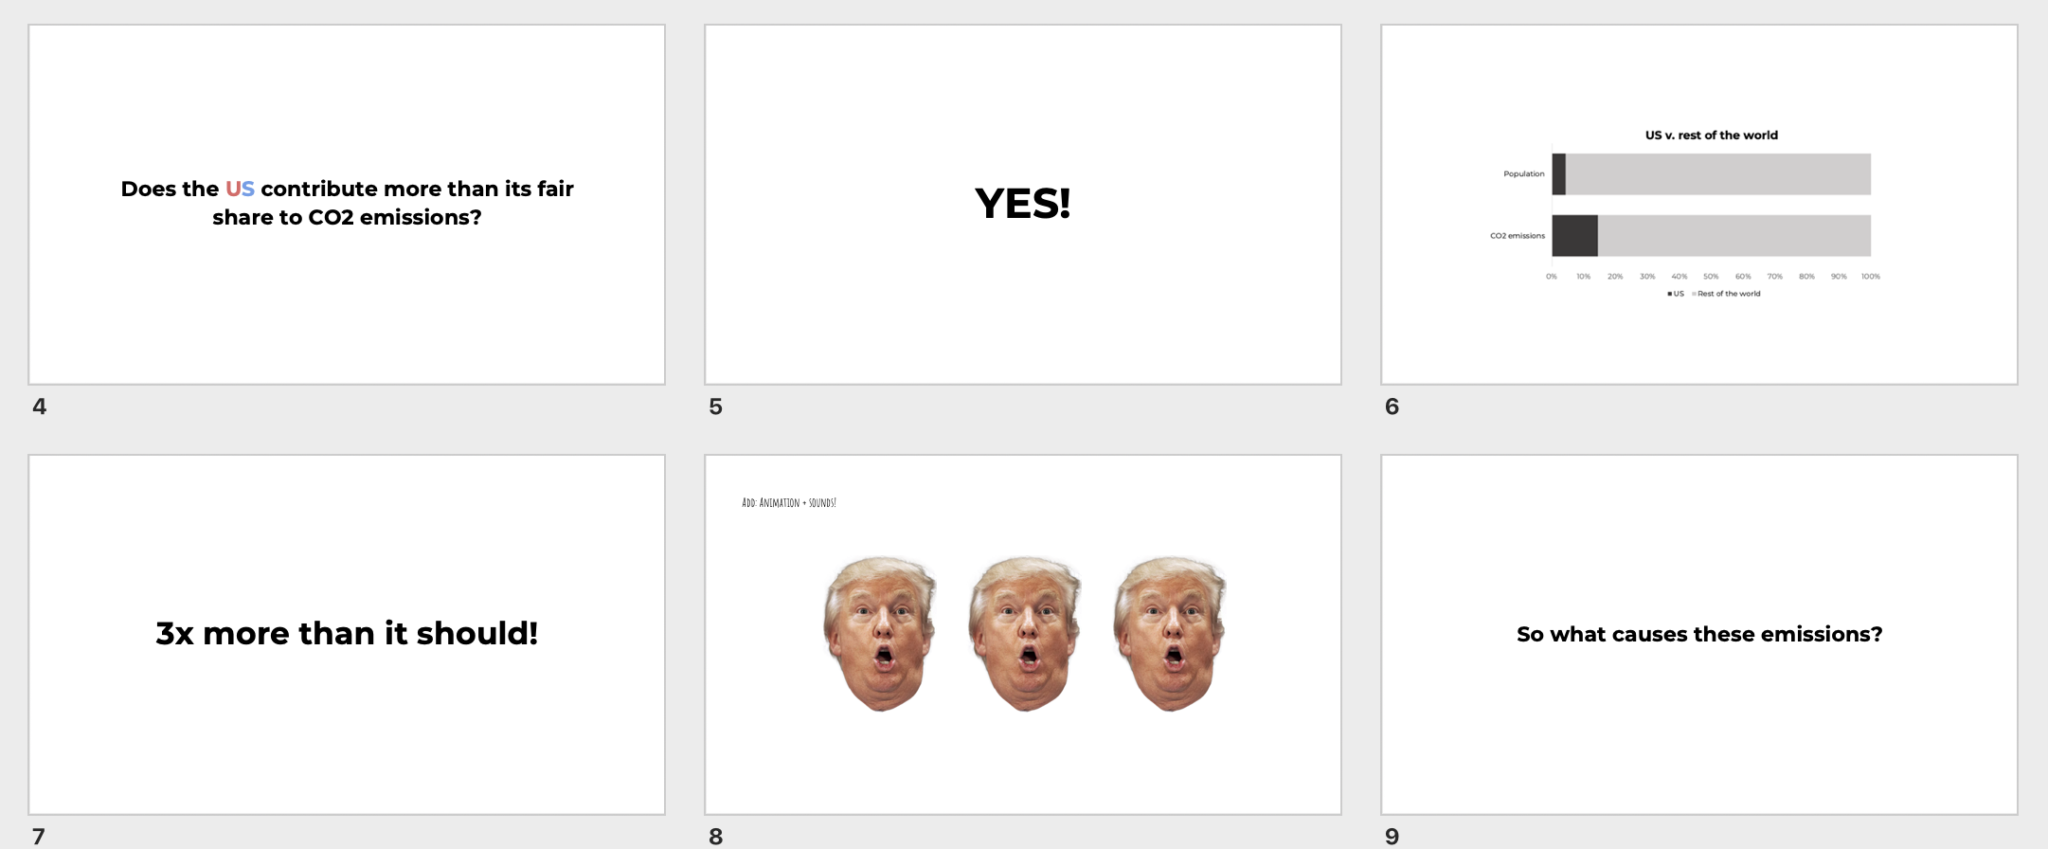 Does the US contribute more than its fair
share to CO2 emissions?
4
YES!
5
US v. rest of the world
Population
CO2 emissions
0% 10% 20% 30% 40% 50% 60% 70% 80% 90% 100%
US Rest of the world
6
3x more than it should!
7
Add: Animation + sounds!
8
So what causes these emissions?
9